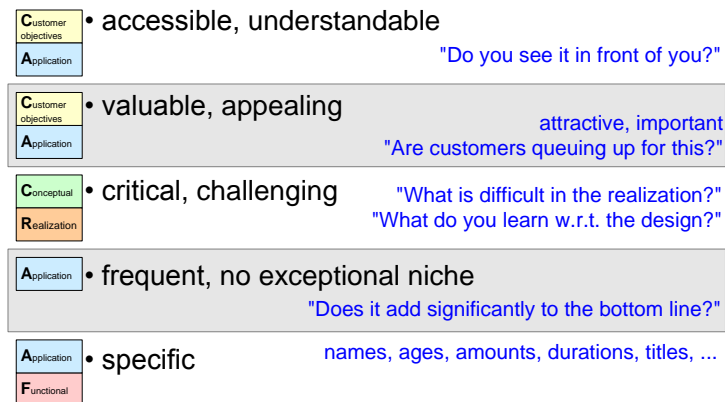 Customer
objectives
• accessible, understandable
Application
"Do you see it in front of you?"
Customer
objectives
• valuable, appealing
Application
attractive, important
"Are customers queuing up for this?"
Conceptual
• critical, challenging
"What is difficult in the realization?"
Realization
"What do you learn w.r.t. the design?"
Application
• frequent, no exceptional niche
"Does it add significantly to the bottom line?"
Application
• specific
names, ages, amounts, durations, titles, ...
Functional